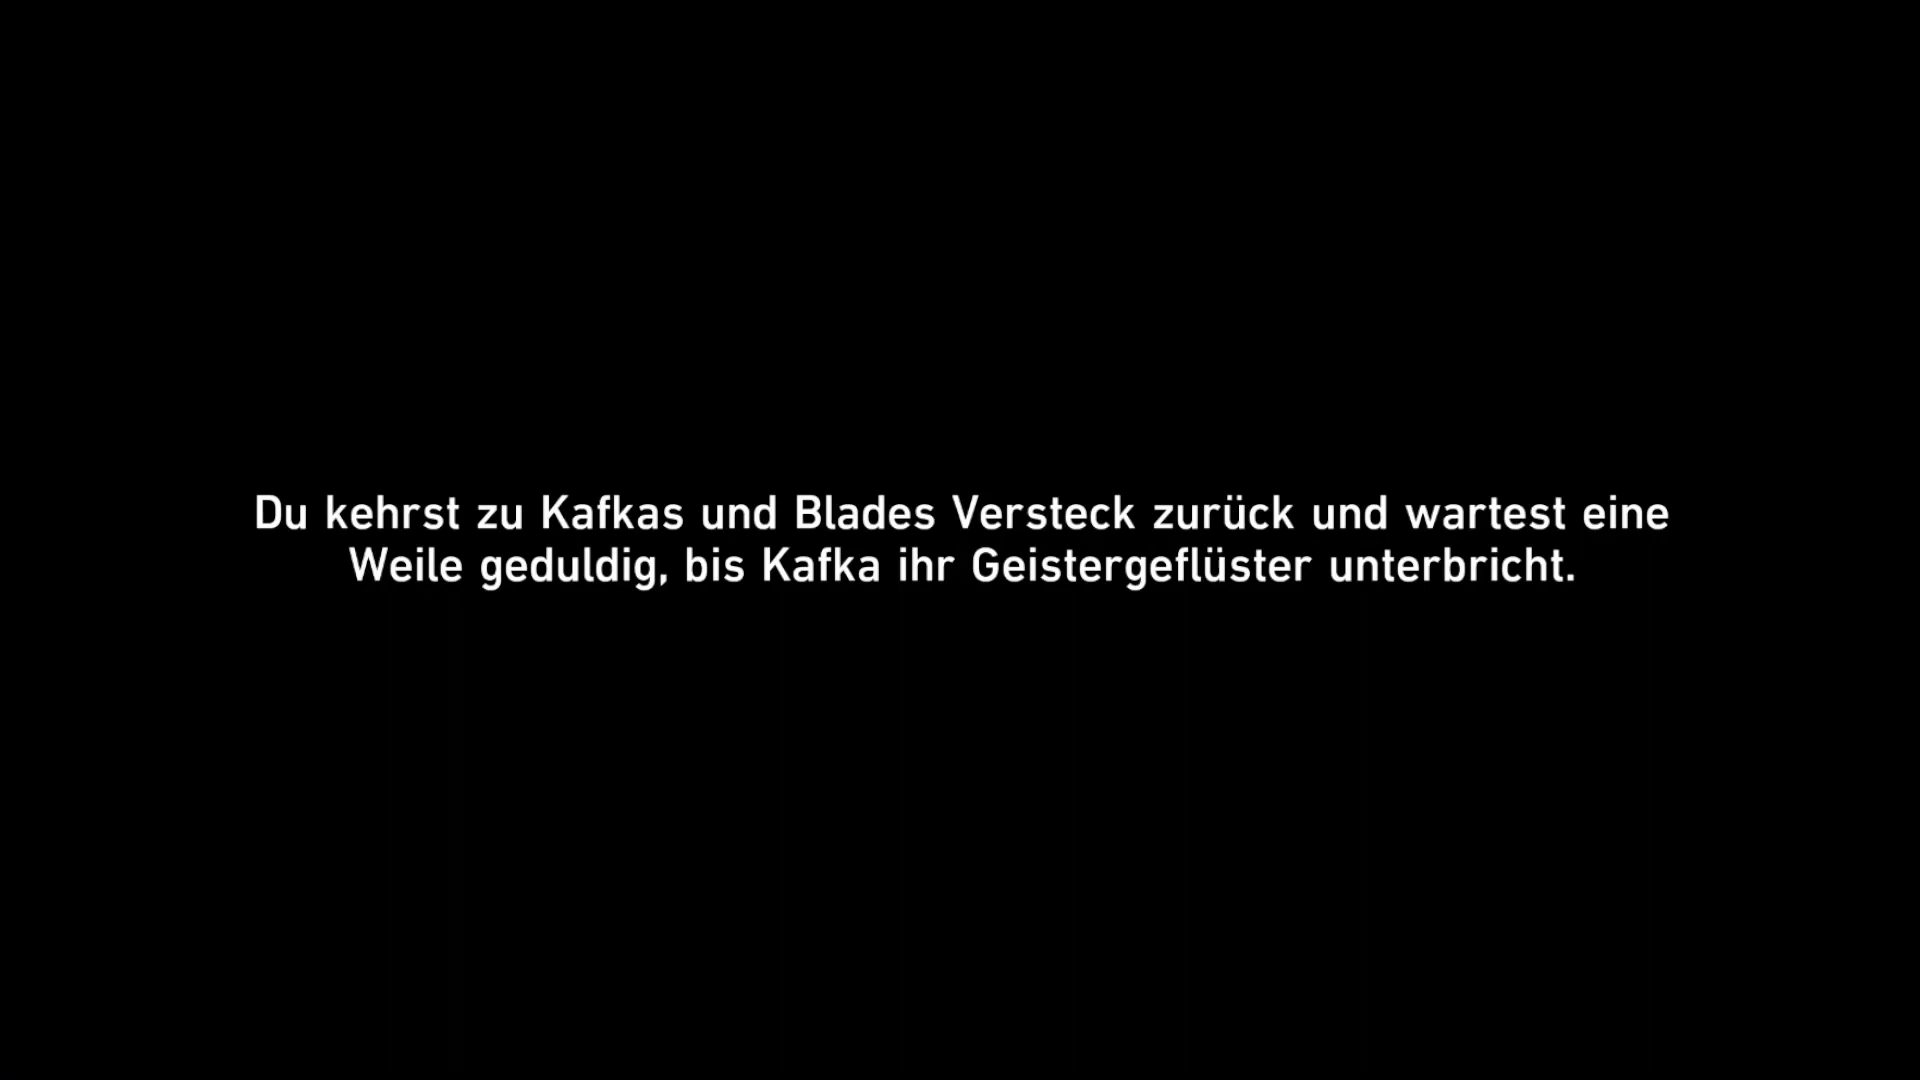 Du kehrst zu Kafkas und Blades Versteck zurück und wartest eine
Weile geduldig, bis Kafka ihr Geistergeflüster unterbricht.